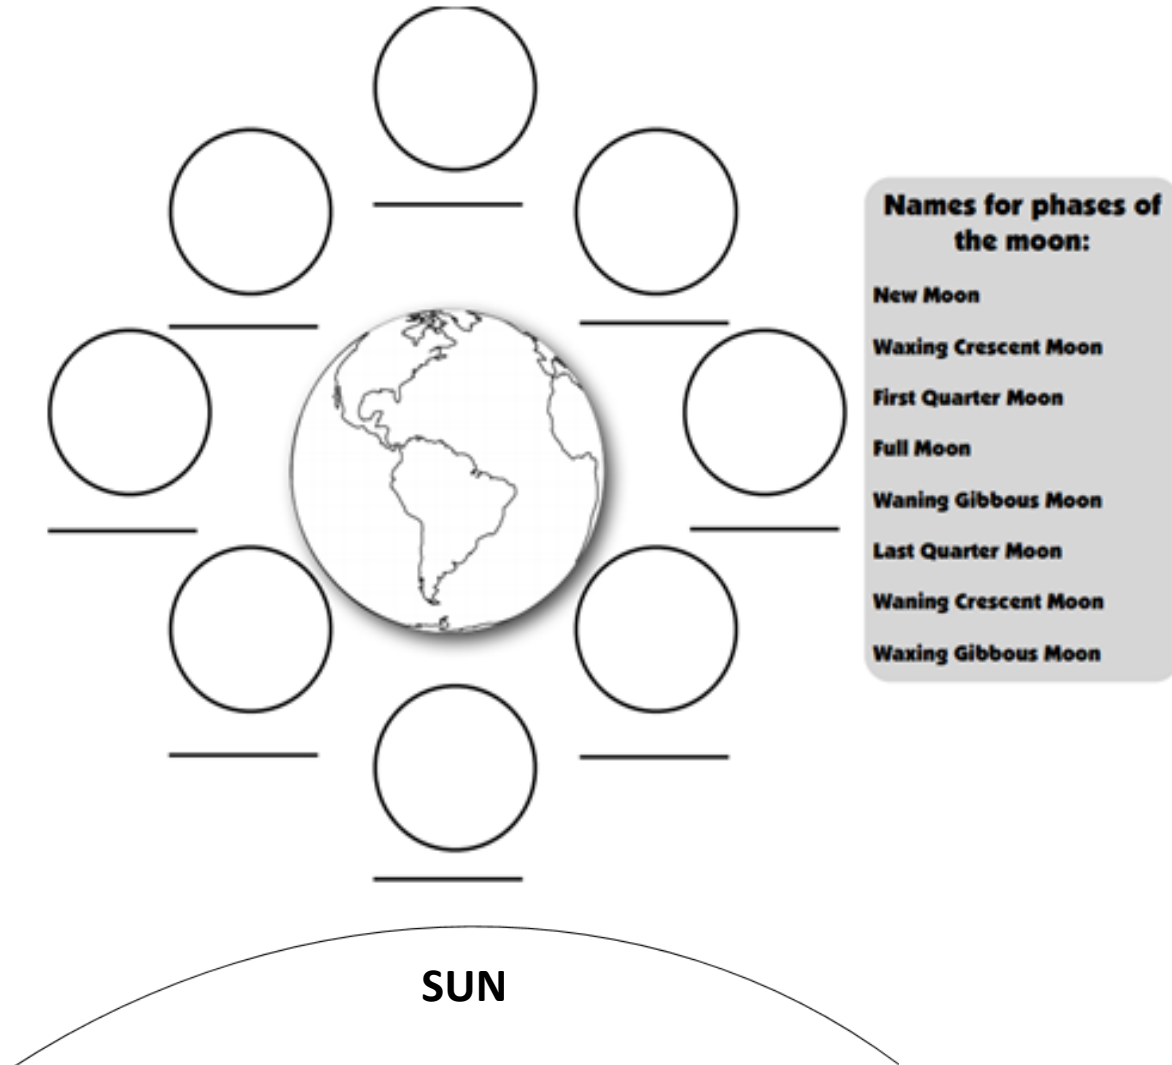 Names for phases of
the moon:
New Moon
Waxing Crescent Moon
First Quarter Moon
Full Moon
Waning Gibbous Moon
Last Quarter Moon
Waning Crescent Moon
Waxing Gibbous Moon
SUN